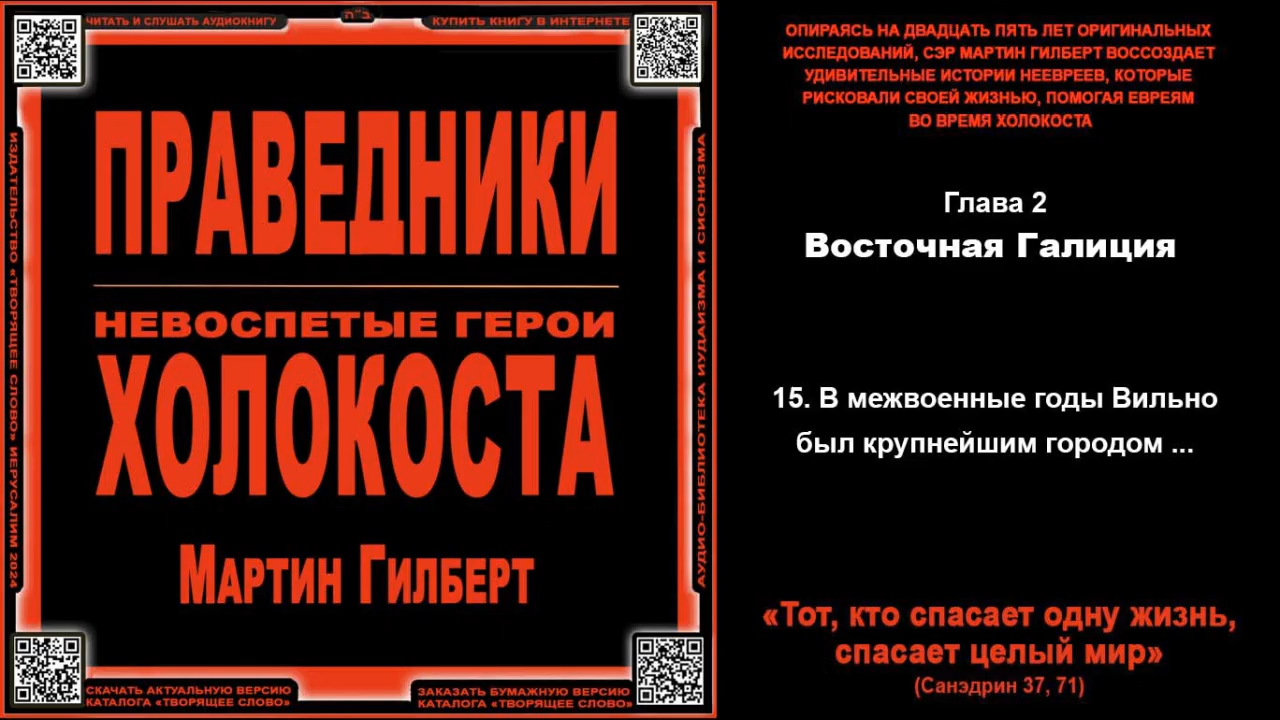 ЧИТАТЬ И СЛУШАТЬ АУДИОКНИГУ
ב"ה
КУПИТЬ КНИГУ В ИНТЕРНЕТЕ
ИЗДАТЕЛЬСТВО «ТВОРЯЩЕЕ СЛОВО» ИЕРУСАЛИМ 2024
ПРАВЕДНИКИ
НЕВОСПЕТЫЕ ГЕРОИ
ХОЛОКОСТА
МАРТИН ГИЛБЕРТ
АУДИО-БИБЛИОТЕКА ИУДАИЗМА И СИОНИЗМА
СКАЧАТЬ АКТУАЛЬНУЮ ВЕРСИЮ
КАТАЛОГА «ТВОРЯЩЕЕ СЛОВО»
ЗАКАЗАТЬ БУМАЖНУЮ ВЕРСИЮ
КАТАЛОГА «ТВОРЯЩЕЕ СЛОВО»
ОПИРАЯСЬ НА ДВАДЦАТЬ ПЯТЬ ЛЕТ ОРИГИНАЛЬНЫХ
ИССЛЕДОВАНИЙ, СЭР МАРТИН ГИЛБЕРТ ВОССОЗДАЕТ
УДИВИТЕЛЬНЫЕ ИСТОРИИ НЕЕВРЕЕВ, КОТОРЫЕ
РИСКОВАЛИ СВОЕЙ ЖИЗНЬЮ, ПОМОГАЯ ЕВРЕЯМ
ВО ВРЕМЯ ХОЛОКОСТА
Глава 2
Восточная Галиция
15. В межвоенные годы Вильно
был крупнейшим городом ...
«Тот, кто спасает одну жизнь,
спасает целый мир»
(Санэдрин 37, 71)